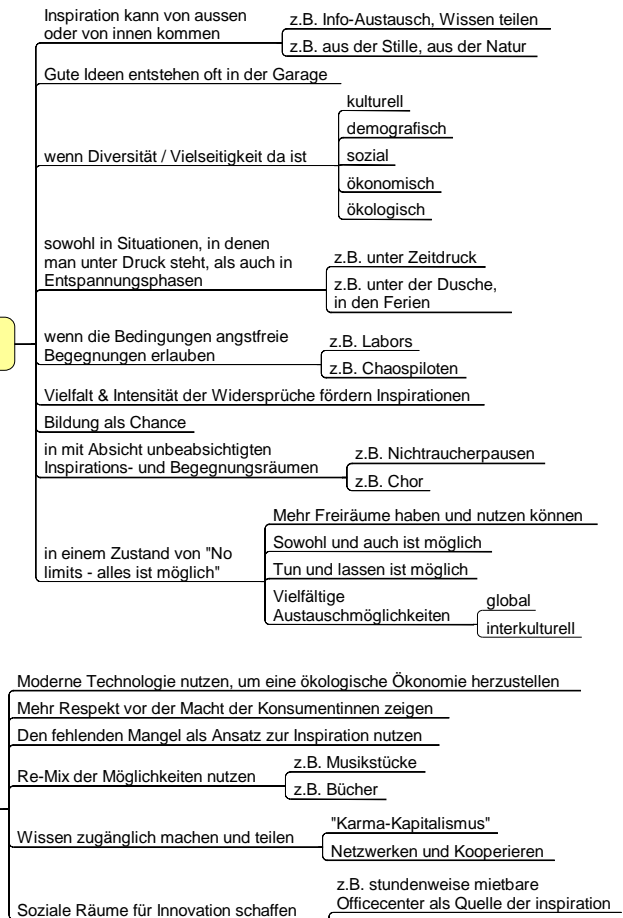 Inspiration kann von aussen
oder von innen kommen
z.B. Info-Austausch, Wissen teilen
z.B. aus der Stille, aus der Natur
Gute Ideen entstehen oft in der Garage
wenn Diversität / Vielseitigkeit da ist
kulturell
demografisch
sozial
ökonomisch
ökologisch
sowohl in Situationen, in denen
man unter Druck steht, als auch in
Entspannungsphasen
z.B. unter Zeitdruck
z.B. unter der Dusche,
in den Ferien
wenn die Bedingungen angstfreie
Begegnungen erlauben
z.B. Labors
z.B. Chaospiloten
Vielfalt & Intensität der Widersprüche fördern Inspirationen
Bildung als Chance
in mit Absicht unbeabsichtigten
Inspirations- und Begegnungsräumen
z.B. Nichtraucherpausen
z.B. Chor
in einem Zustand von "No
limits - alles ist möglich"
Mehr Freiräume haben und nutzen können
Sowohl und auch ist möglich
Tun und lassen ist möglich
Vielfältige
Austauschmöglichkeiten
global
interkulturell
Moderne Technologie nutzen, um eine ökologische Ökonomie herzustellen
Mehr Respekt vor der Macht der Konsumentinnen zeigen
Den fehlenden Mangel als Ansatz zur Inspiration nutzen
Re-Mix der Möglichkeiten nutzen
z.B. Musikstücke
z.B. Bücher
Wissen zugänglich machen und teilen
"Karma-Kapitalismus"
Netzwerken und Kooperieren
Soziale Räume für Innovation schaffen
z.B. stundenweise mietbare
Officecenter als Quelle der inspiration